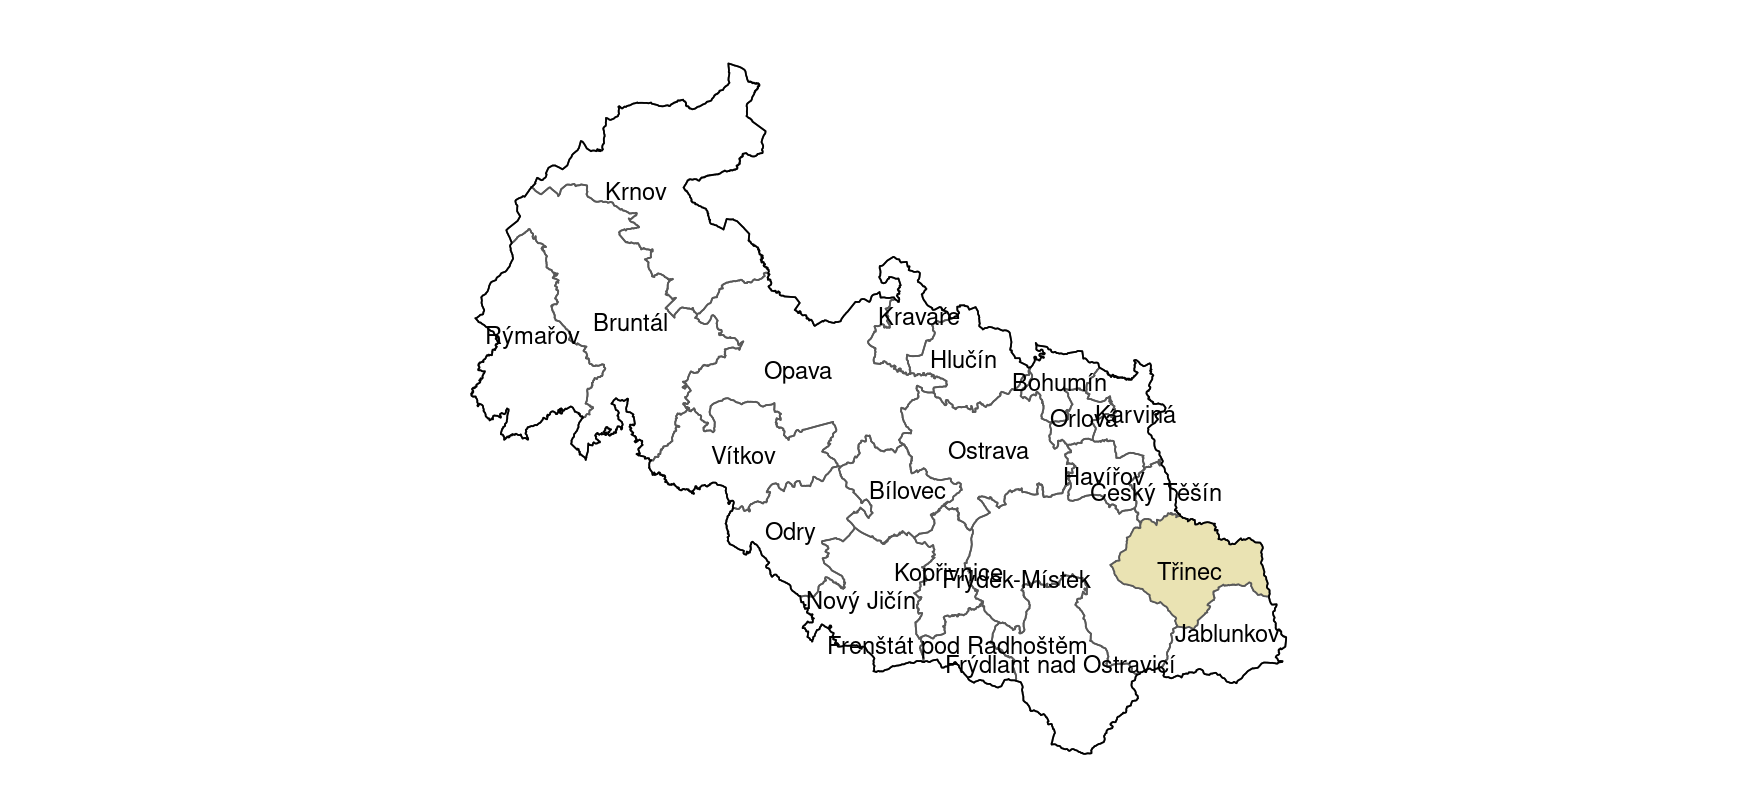 Krnov
Kravaře
Bruntál
Rýmařov
Hlučín
Opava
Bohumín
Karviná
Orlová
Ostrava
Vítkov
Havířov
Bílovec
Český Těšín
Odry
Třinec
Kopřivnice
Frýdek-Místek
Nový Jičín
Jablunkov
Frenštát pod Radhoštěm
Frýdlant nad Ostravicí